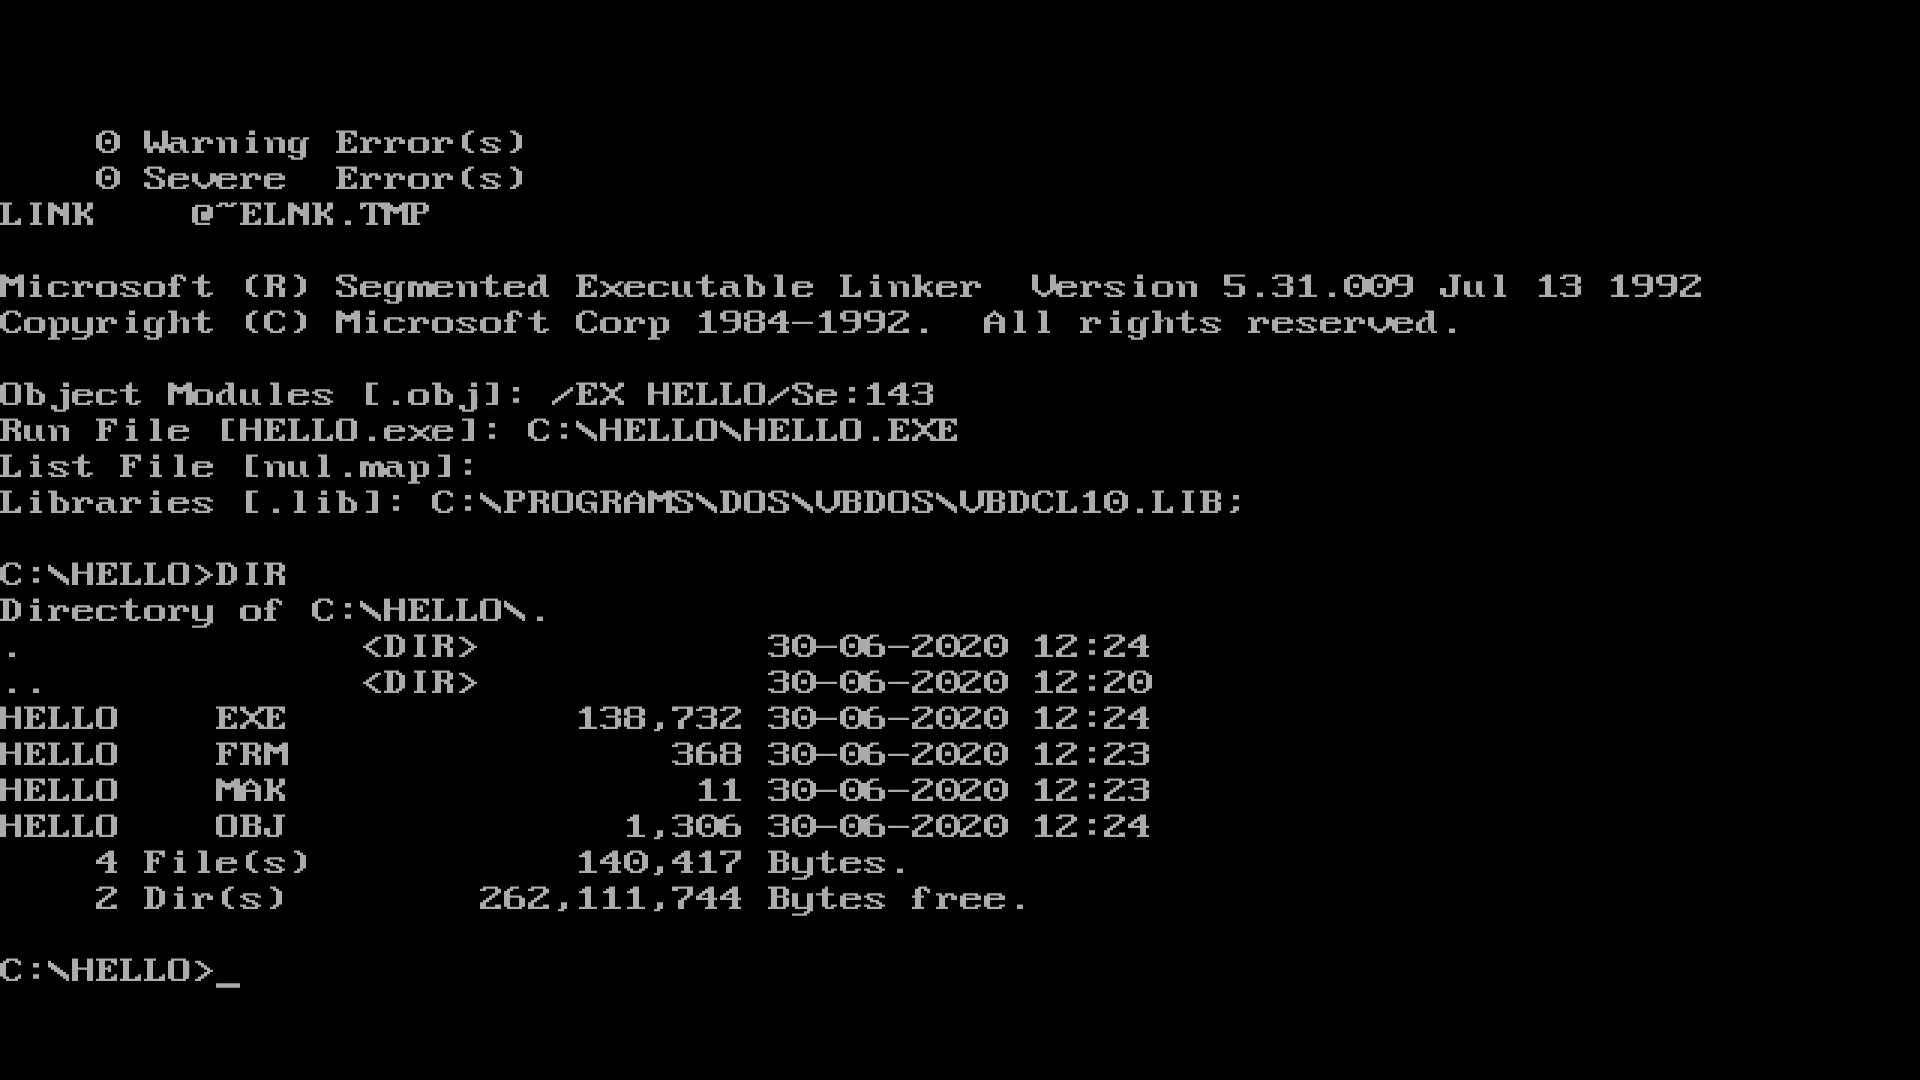 0 Warning Error(s)
0 Severe  Error(s)
LINK    @~ELNK.TMP
Microsoft (R) Segmented Executable Linker  Version 5.31.009 Jul 13 1992
Copyright (C) Microsoft Corp 1984-1992.  All rights reserved.
Object Modules [.obj]: /EX HELLO/Se:143
Run File [HELLO.exe]: C:\HELLO\HELLO.EXE
List File [nul.map]:
Libraries [.lib]: C:\PROGRAMS\DOS\VBDOS\VBDCL10.LIB;
C:\HELLO>DIR
Directory of C:\HELLO\.
.              <DIR>            30-06-2020 12:24
..             <DIR>            30-06-2020 12:20
HELLO    EXE            138,732 30-06-2020 12:24
HELLO    FRM                368 30-06-2020 12:23
HELLO    MAK                 11 30-06-2020 12:23
HELLO    OBJ              1,306 30-06-2020 12:24
4 File(s)           140,417 Bytes.
2 Dir(s)        262,111,744 Bytes free.
C:\HELLO>_